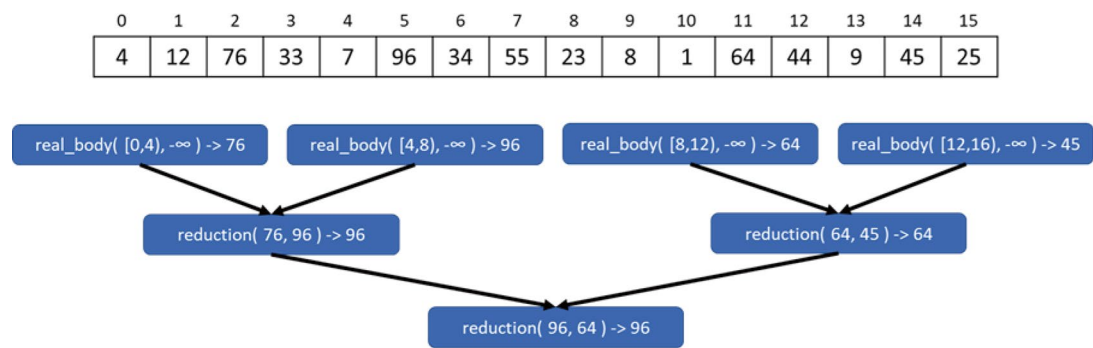 0 1 2 3 4 5 6 7 8 9 10 11 12 13 14 15
4 12 76 33 7 96 34 55 23 8 1 64 44 9 45 25
real_body( [0,4), -∞ ) -> 76 real_body( [4,8), -∞ ) -> 96 real_body( [8,12), -∞ ) -> 64 real_body( [12,16), -∞ ) -> 45
reduction( 76, 96 ) -> 96 reduction( 64, 45 ) -> 64
reduction( 96, 64 ) -> 96